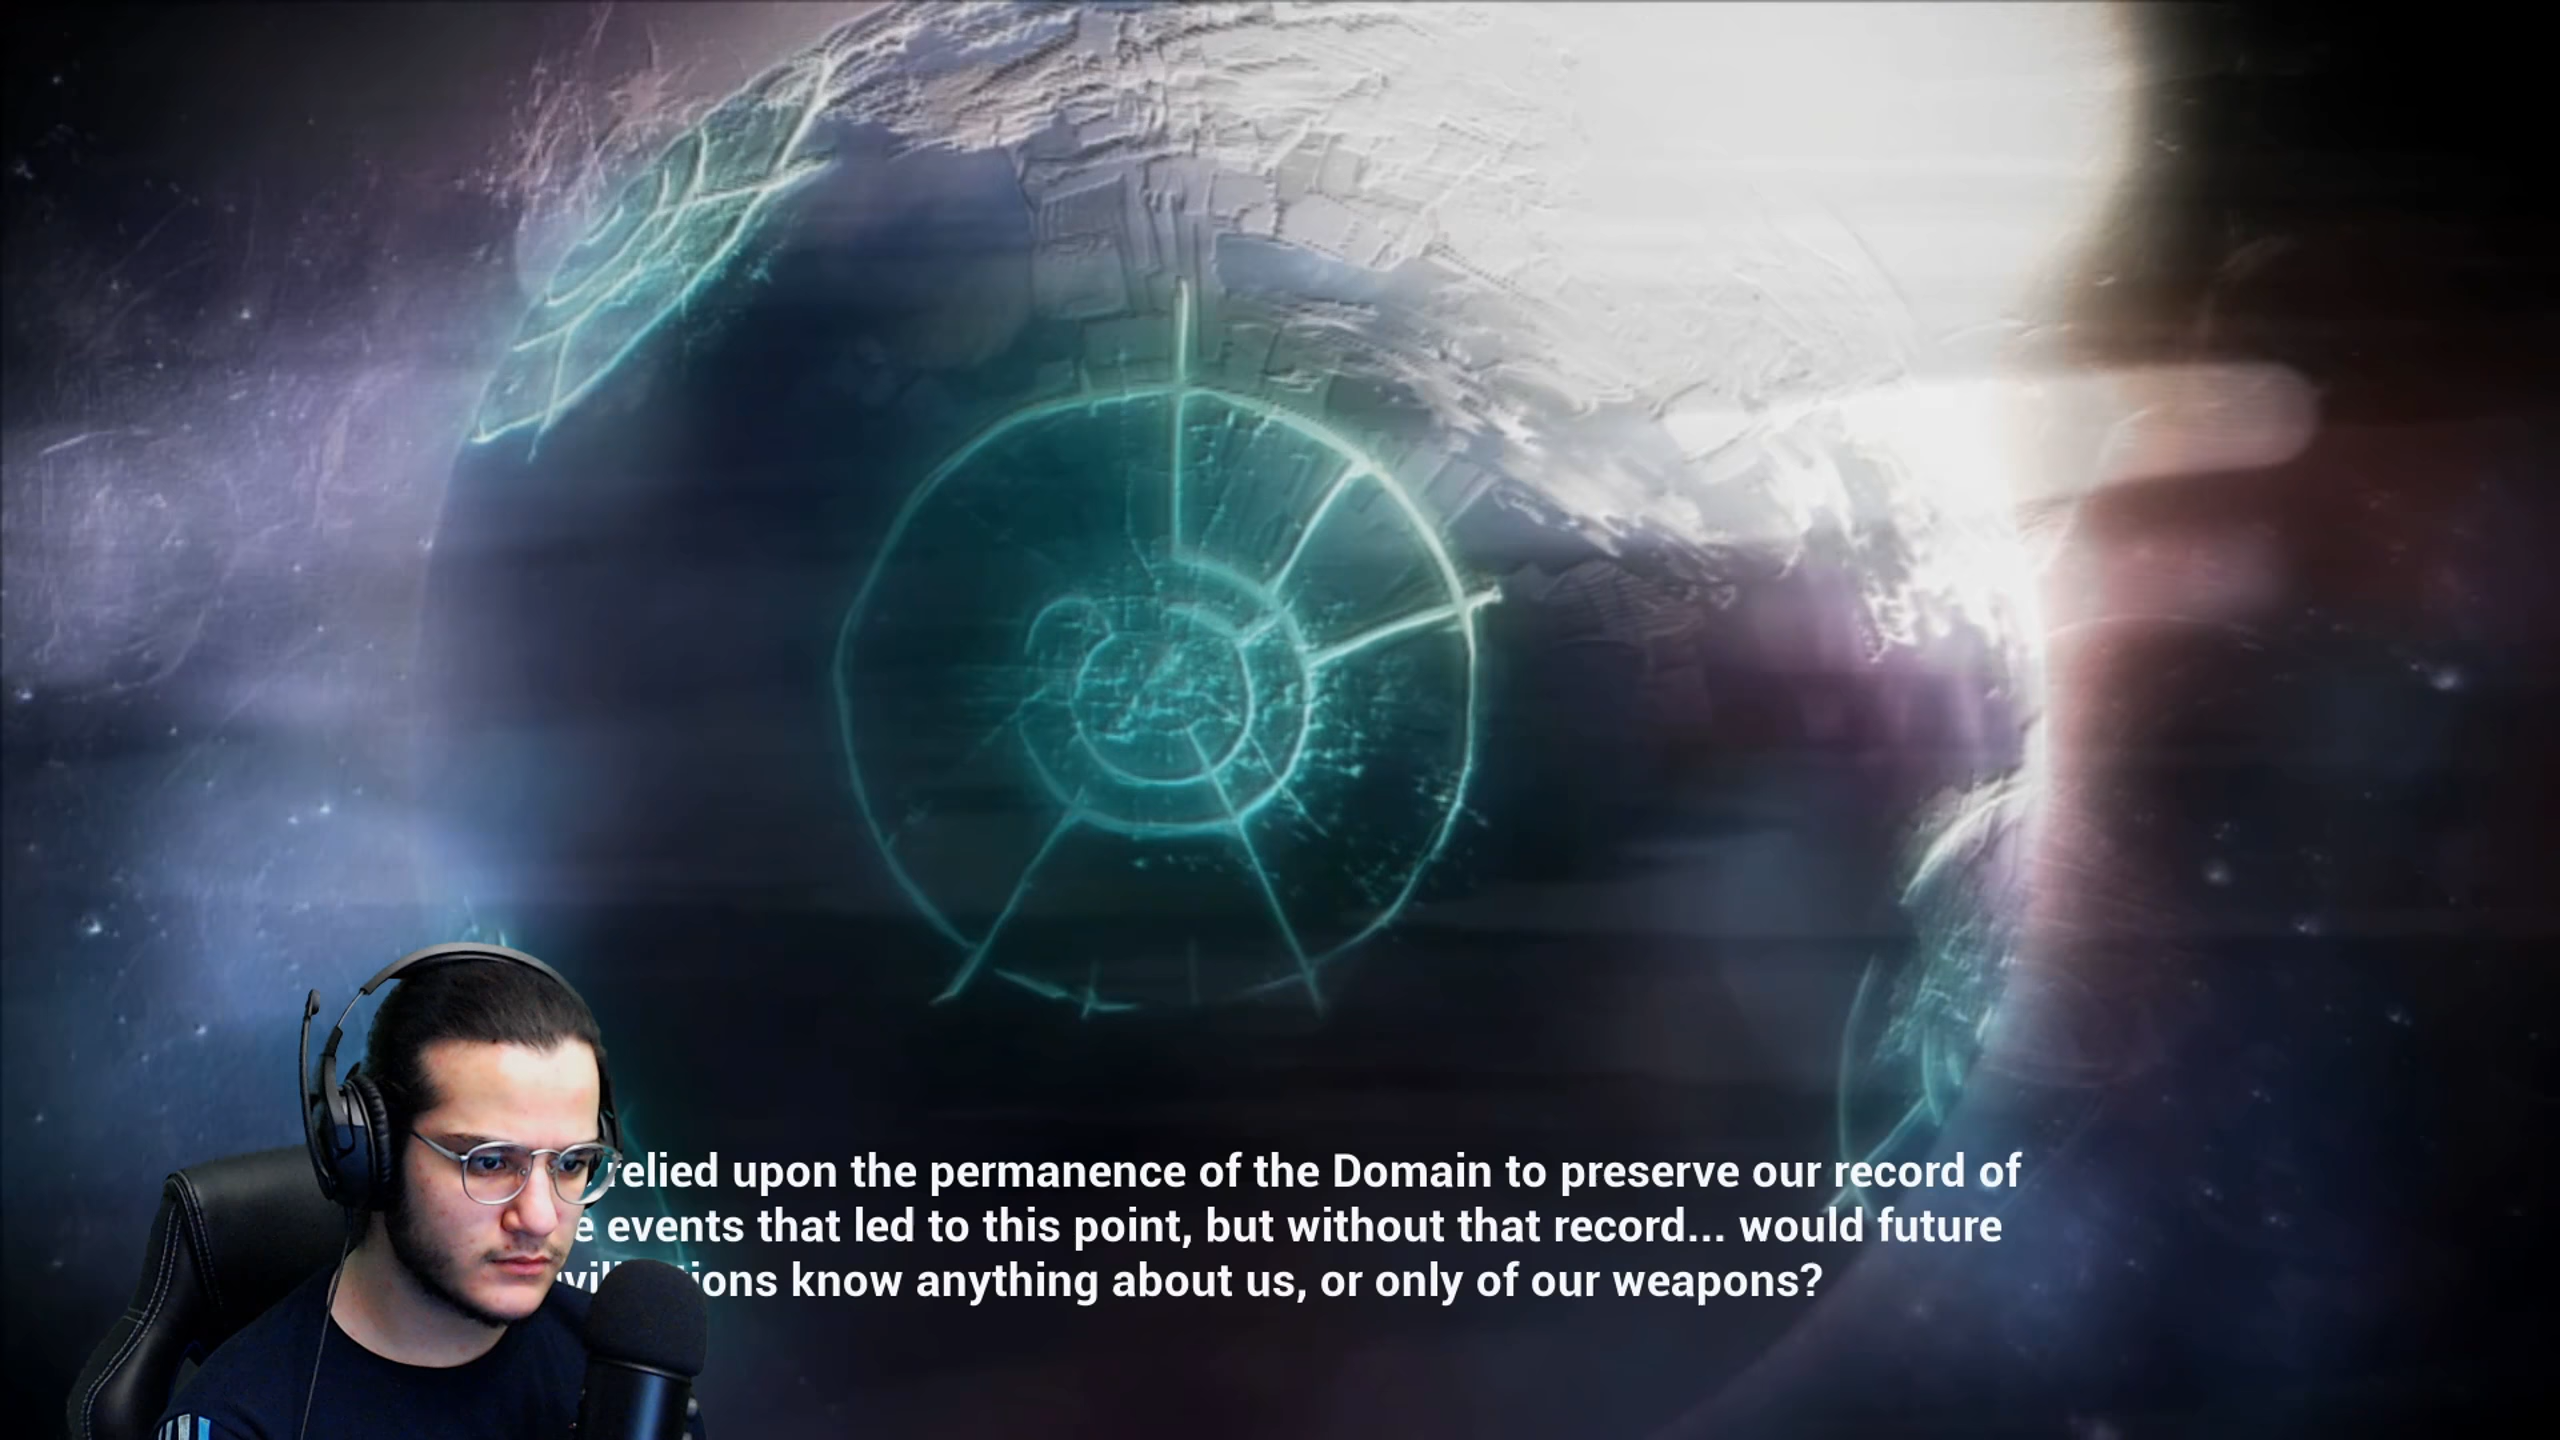 relied upon the permanence of the Domain to preserve our record of
events that led to this point, but without that record... would future
know anything about us, or only of our weapons?